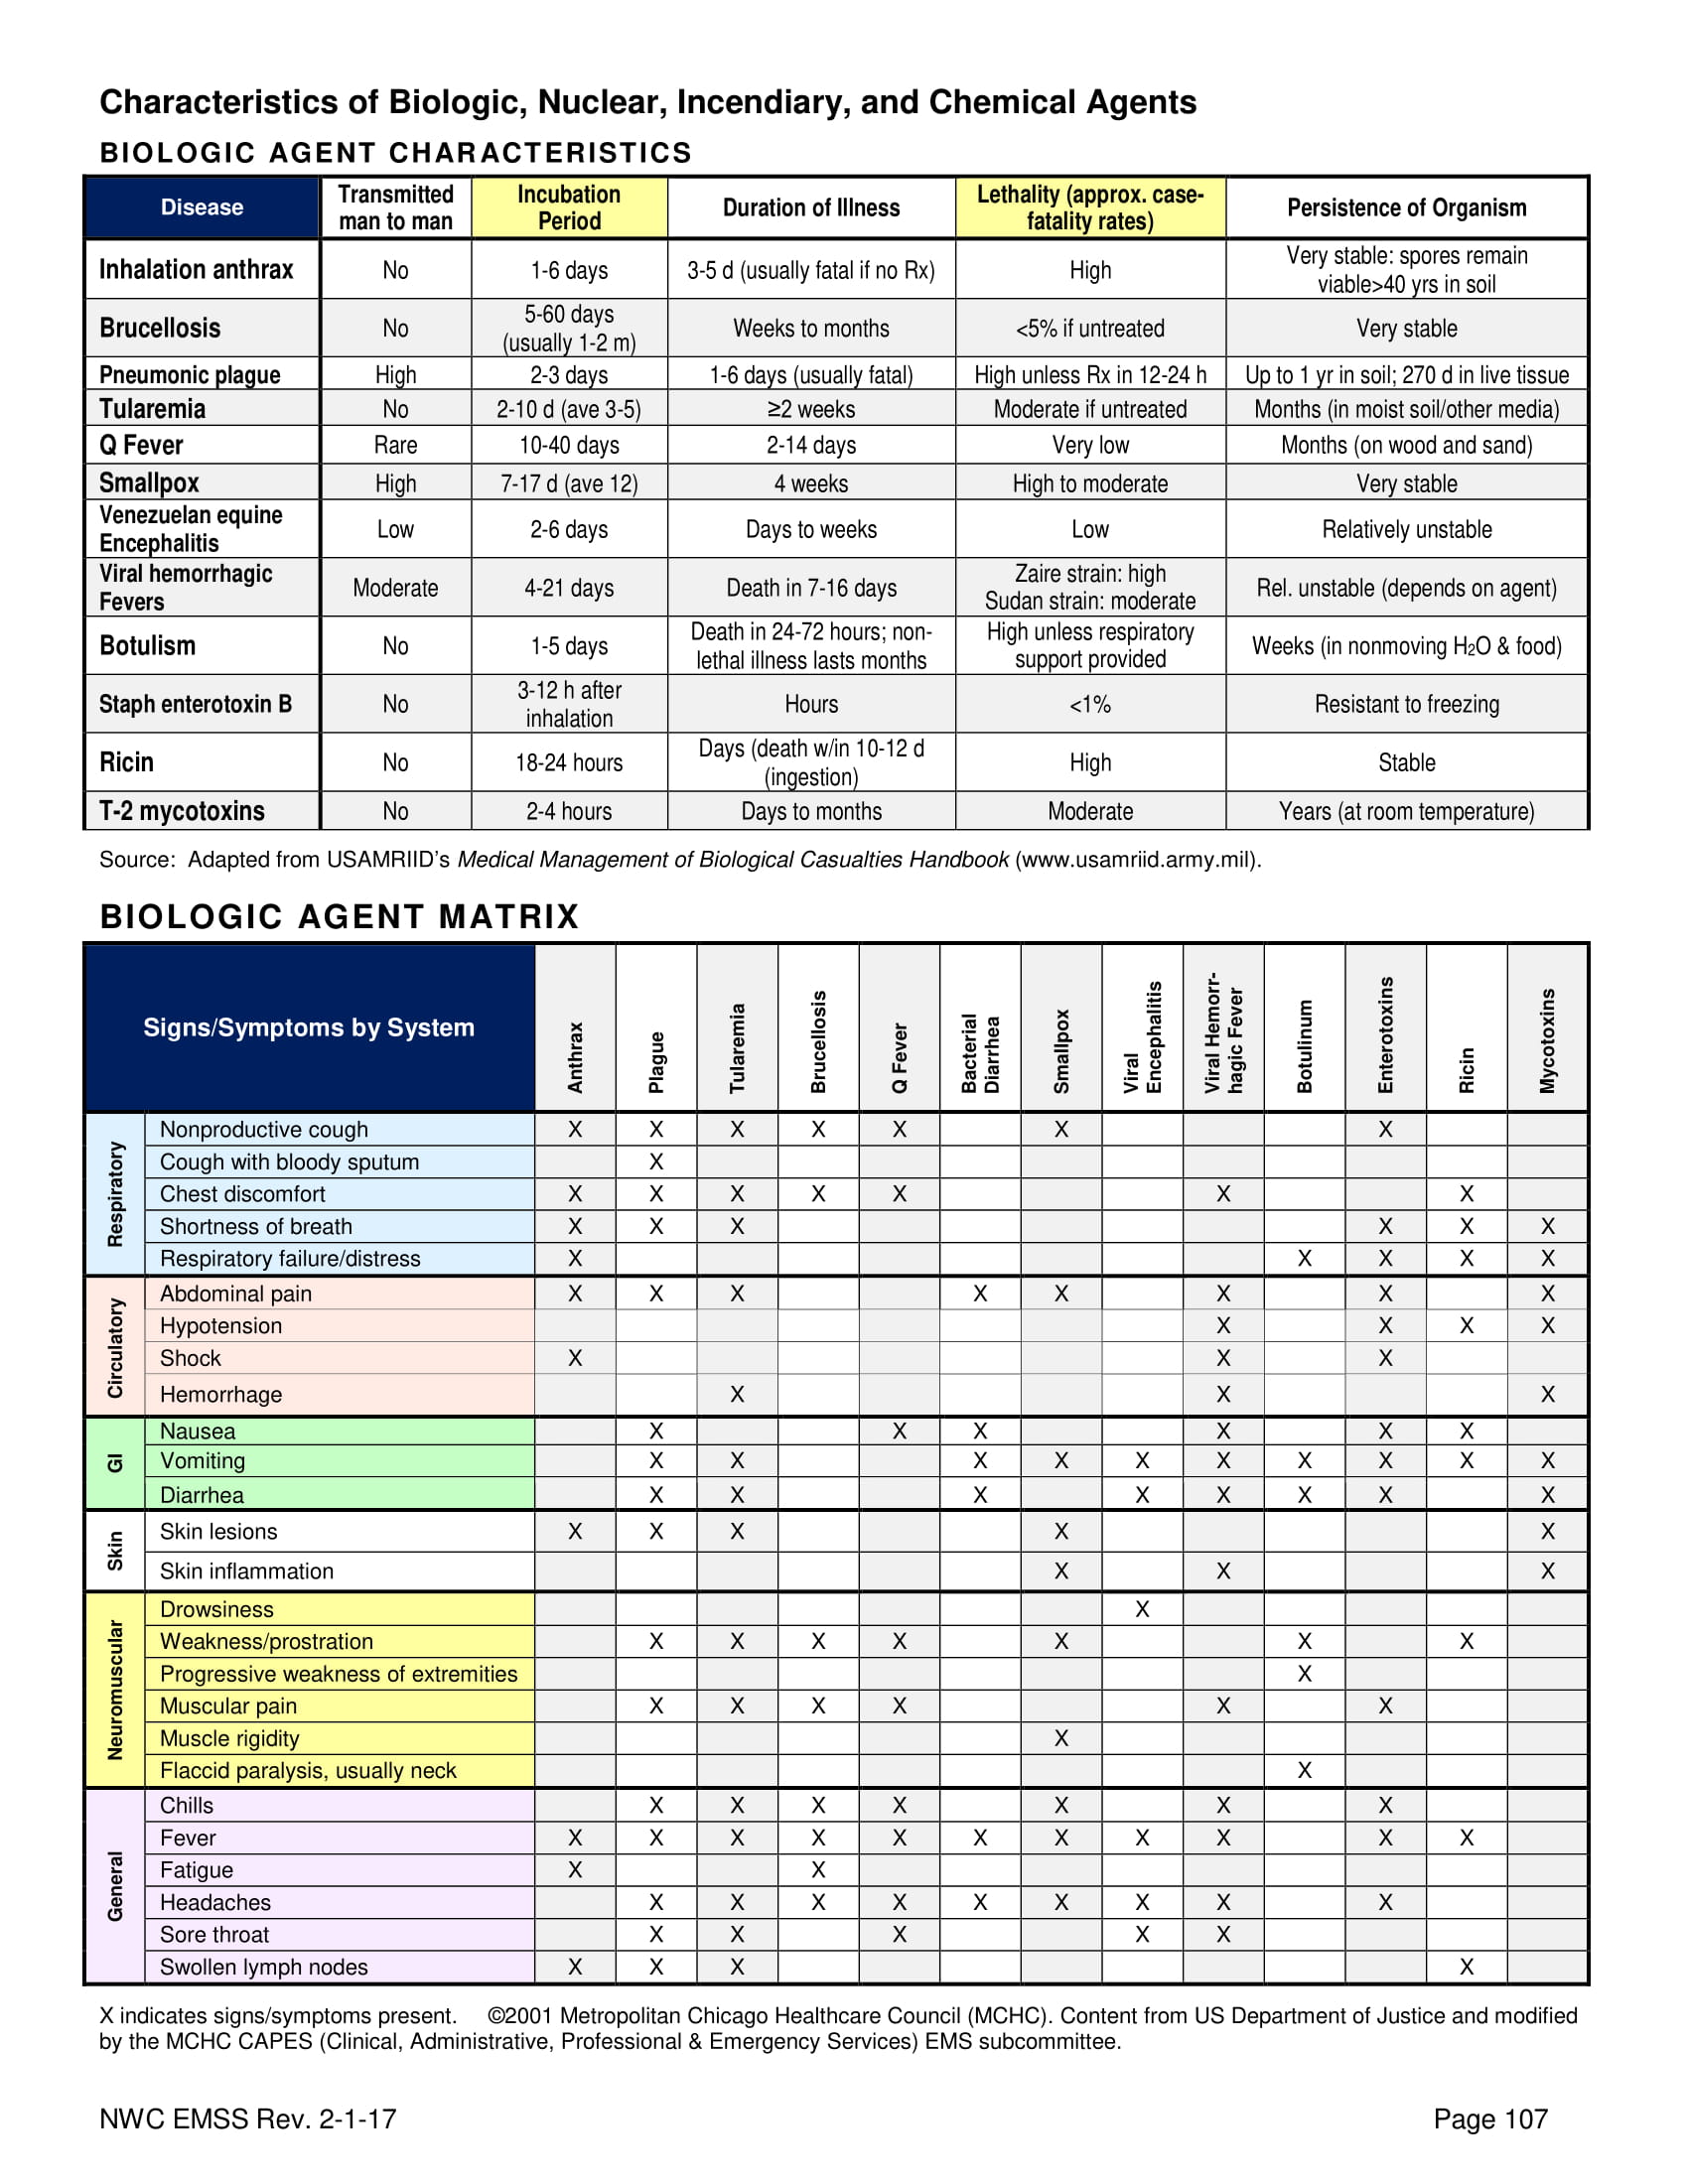 Characteristics of Biologic, Nuclear, Incendiary, and Chemical Agents
BIOLOGIC AGENT CHARACTERISTICS
Disease | Transmitted man to man | Incubation Period | Duration of Illness | Lethality (approx. case-fatality rates) | Persistence of Organism
Inhalation anthrax | No | 1-6 days | 3-5 d (usually fatal if no Rx) | High | Very stable: spores remain viable>40 yrs in soil
Brucellosis | No | 5-60 days (usually 1-2 m) | Weeks to months | <5% if untreated | Very stable
Pneumonic plague | High | 2-3 days | 1-6 days (usually fatal) | High unless Rx in 12-24 h | Up to 1 yr in soil; 270 d in live tissue
Tularemia | No | 2-10 d (ave 3-5) | ≥2 weeks | Moderate if untreated | Months (in moist soil/other media)
Q Fever | Rare | 10-40 days | 2-14 days | Very low | Months (on wood and sand)
Smallpox | High | 7-17 d (ave 12) | 4 weeks | High to moderate | Very stable
Venezuelan equine Encephalitis | Low | 2-6 days | Days to weeks | Low | Relatively unstable
Viral hemorrhagic Fevers | Moderate | 4-21 days | Death in 7-16 days | Zaire strain: high Sudan strain: moderate | Rel. unstable (depends on agent)
Botulism | No | 1-5 days | Death in 24-72 hours; non-lethal illness lasts months | High unless respiratory support provided | Weeks (in nonmoving H₂O & food)
Staph enterotoxin B | No | 3-12 h after inhalation | Hours | <1% | Resistant to freezing
Ricin | No | 18-24 hours | Days (death w/in 10-12 d (ingestion) | High | Stable
T-2 mycotoxins | No | 2-4 hours | Days to months | Moderate | Years (at room temperature)
Source: Adapted from USAMRIID's Medical Management of Biological Casualties Handbook (www.usamriid.army.mil).
BIOLOGIC AGENT MATRIX
Signs/Symptoms by System | Anthrax | Plague | Tularemia | Brucellosis | Q Fever | Bacterial Diarrhea | Smallpox | Viral Encephalitis | Viral Hemorr-hagic Fever | Botulinum | Enterotoxins | Ricin | Mycotoxins
Respiratory
Nonproductive cough | X | X | X | X | X | | X | | | | X | |
Cough with bloody sputum | | X | | | | | | | | | | |
Chest discomfort | X | X | X | X | X | | | | X | | | X |
Shortness of breath | X | X | X | | | | | | | | X | X | X
Respiratory failure/distress | X | | | | | | | | | X | X | X | X
Circulatory
Abdominal pain | X | X | X | | | X | X | | X | | X | | X
Hypotension | | | | | | | | | X | | X | X | X
Shock | X | | | | | | | | X | | X | |
Hemorrhage | | | X | | | | | | X | | | | X
GI
Nausea | | X | | | X | X | | | X | | X | X |
Vomiting | | X | X | | | X | X | X | X | X | X | X | X
Diarrhea | | X | X | | | X | | X | X | X | X | | X
Skin
Skin lesions | X | X | X | | | | X | | | | | | X
Skin inflammation | | | | | | | X | | X | | | | X
Neuromuscular
Drowsiness | | | | | | | | X | | | | |
Weakness/prostration | | X | X | X | X | | X | | | X | | X |
Progressive weakness of extremities | | | | | | | | | | X | | |
Muscular pain | | X | X | X | X | | | | X | | X | |
Muscle rigidity | | | | | | | X | | | | | |
Flaccid paralysis, usually neck | | | | | | | | | | X | | |
General
Chills | | X | X | X | X | | X | | X | | X | |
Fever | X | X | X | X | X | X | X | X | X | | X | X |
Fatigue | X | | | X | | | | | | | | |
Headaches | | X | X | X | X | X | X | X | X | | X | |
Sore throat | | X | X | | X | | | X | X | | | |
Swollen lymph nodes | X | X | X | | | | | | | | | X |
X indicates signs/symptoms present. ©2001 Metropolitan Chicago Healthcare Council (MCHC). Content from US Department of Justice and modified
by the MCHC CAPES (Clinical, Administrative, Professional & Emergency Services) EMS subcommittee.
NWC EMSS Rev. 2-1-17
Page 107